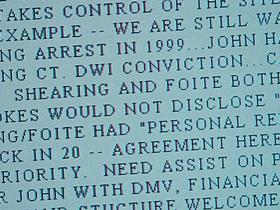 TAKES CONTROL OF THE
EXAMPLE -- WE ARE STILL WA
NG ARREST IN 1999...JOHN HA
NG CT. DWI CONVICTION...C
SHEARING AND FOITE BOTH
OKES WOULD NOT DISCLOSE "
NG/FOITE HAD "PERSONAL RE
CK IN 20 -- AGREEMENT HERE
RIORITY. NEED ASSIST ON
R JOHN WITH DMV, FINANCIA
AND STUCTURE WELCOME